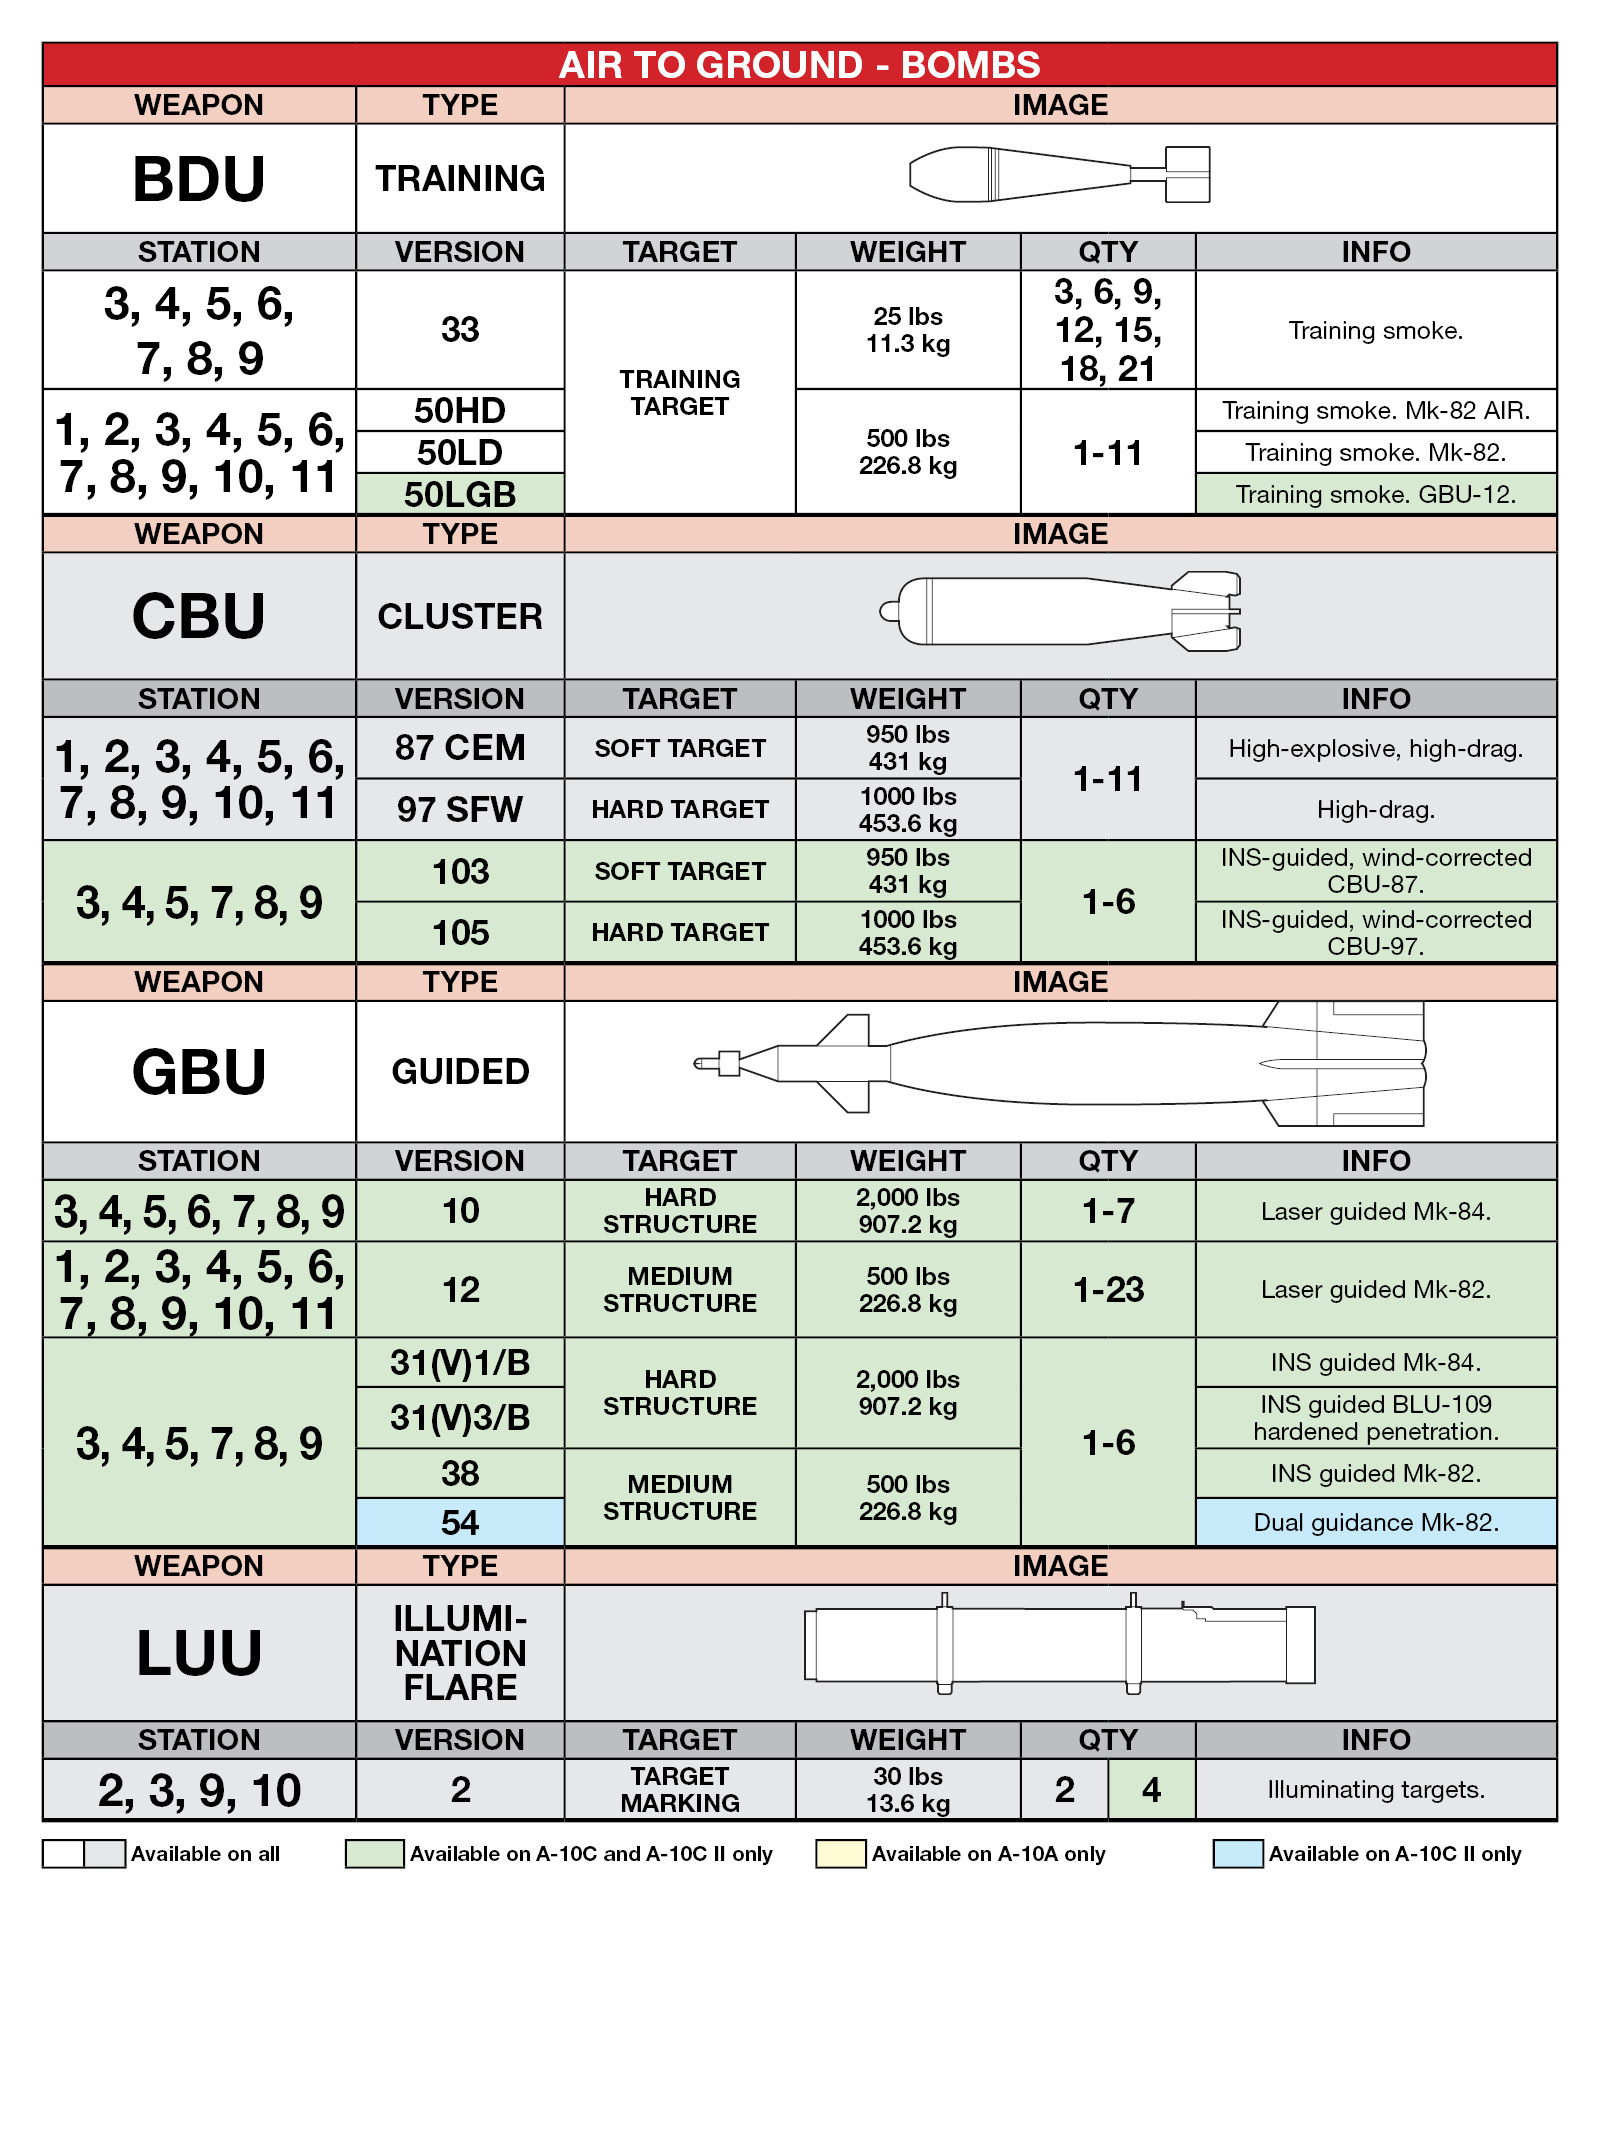 AIR TO GROUND - BOMBS
WEAPON TYPE IMAGE
BDU TRAINING
STATION VERSION TARGET WEIGHT QTY INFO
3, 4, 5, 6,
7, 8, 9
33
TRAINING
TARGET
25 lbs
11.3 kg
3, 6, 9,
12, 15,
18, 21
Training smoke.
1, 2, 3, 4, 5, 6,
7, 8, 9, 10, 11
50HD
50LD
50LGB
500 lbs
226.8 kg
1-11
Training smoke. Mk-82 AIR.
Training smoke. Mk-82.
Training smoke. GBU-12.
WEAPON TYPE IMAGE
CBU CLUSTER
STATION VERSION TARGET WEIGHT QTY INFO
1, 2, 3, 4, 5, 6,
7, 8, 9, 10, 11
87 CEM
SOFT TARGET
950 lbs
431 kg
1-11
High-explosive, high-drag.
97 SFW
HARD TARGET
1000 lbs
453.6 kg
High-drag.
3, 4, 5, 7, 8, 9
103
SOFT TARGET
950 lbs
431 kg
1-6
INS-guided, wind-corrected
CBU-87.
105
HARD TARGET
1000 lbs
453.6 kg
INS-guided, wind-corrected
CBU-97.
WEAPON TYPE IMAGE
GBU GUIDED
STATION VERSION TARGET WEIGHT QTY INFO
3, 4, 5, 6, 7, 8, 9
10
HARD
STRUCTURE
2,000 lbs
907.2 kg
1-7
Laser guided Mk-84.
1, 2, 3, 4, 5, 6,
7, 8, 9, 10, 11
12
MEDIUM
STRUCTURE
500 lbs
226.8 kg
1-23
Laser guided Mk-82.
3, 4, 5, 7, 8, 9
31(V)1/B
31(V)3/B
HARD
STRUCTURE
2,000 lbs
907.2 kg
1-6
INS guided Mk-84.
INS guided BLU-109
hardened penetration.
38
54
MEDIUM
STRUCTURE
500 lbs
226.8 kg
INS guided Mk-82.
Dual guidance Mk-82.
WEAPON TYPE IMAGE
LUU
ILLUMI-
NATION
FLARE
STATION VERSION TARGET WEIGHT QTY INFO
2, 3, 9, 10
2
TARGET
MARKING
30 lbs
13.6 kg
2 4
Illuminating targets.
Available on all Available on A-10C and A-10C II only Available on A-10A only Available on A-10C II only